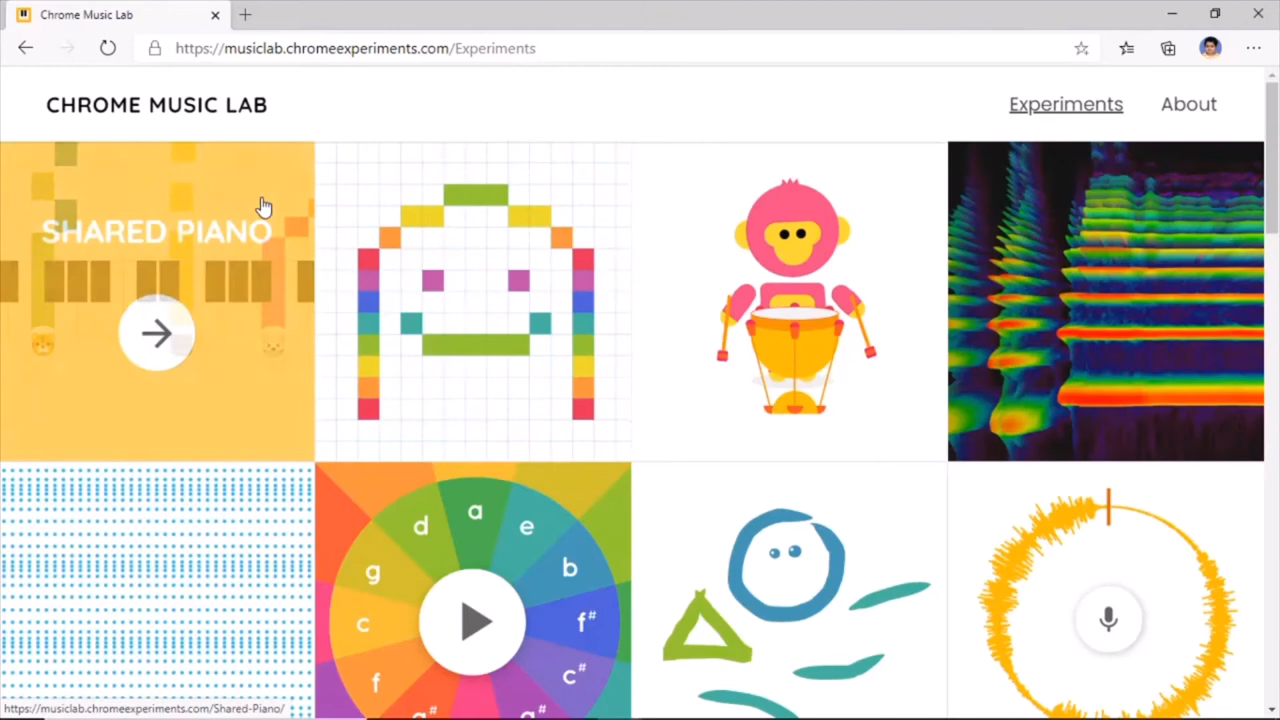 Chrome Music Lab
https://musiclab.chromeexperiments.com/Experiments
CHROME MUSIC LAB
Experiments
About
SHARED PIANO
a
d
e
g
b
c
f#
f
c#
a#
g#
https://musiclab.chromeexperiments.com/Shared-Piano/